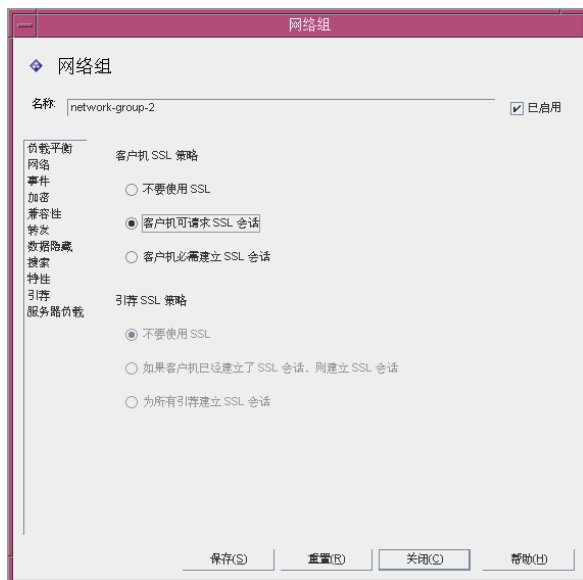 网络组
网络组
名称: network-group-2 已启用
负载平衡
网络
事件
加密
兼容性
转发
数据隐藏
搜索
特性
引荐
服务器负载
客户机 SSL 策略
不要使用 SSL
客户机可请求 SSL 会话
客户机必需建立 SSL 会话
引荐 SSL 策略
不要使用 SSL
如果客户机已经建立了 SSL 会话，则建立 SSL 会话
为所有引荐建立 SSL 会话
保存(S) 重置(R) 关闭(C) 帮助(H)